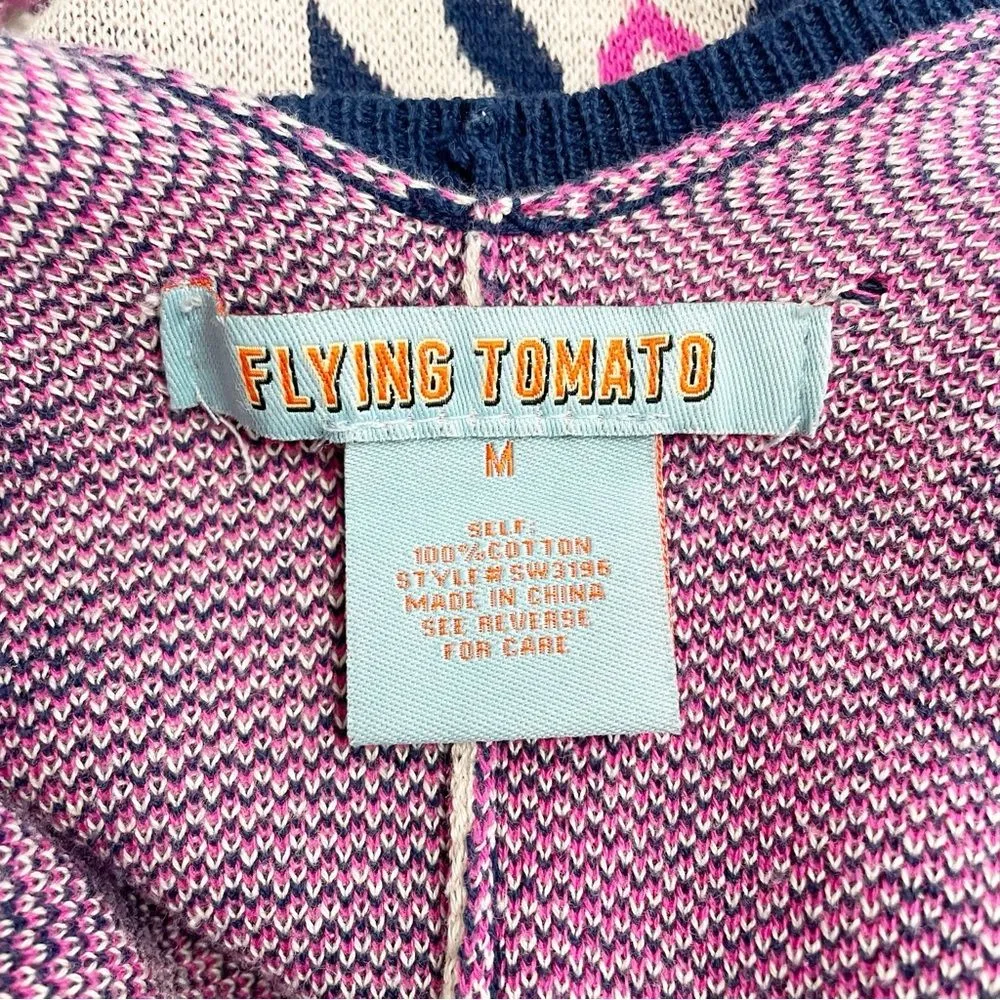 FLYING TOMATO
M
SELF:
100%COTTON
STYLE#SW3196
MADE IN CHINA
SEE REVERSE
FOR CARE